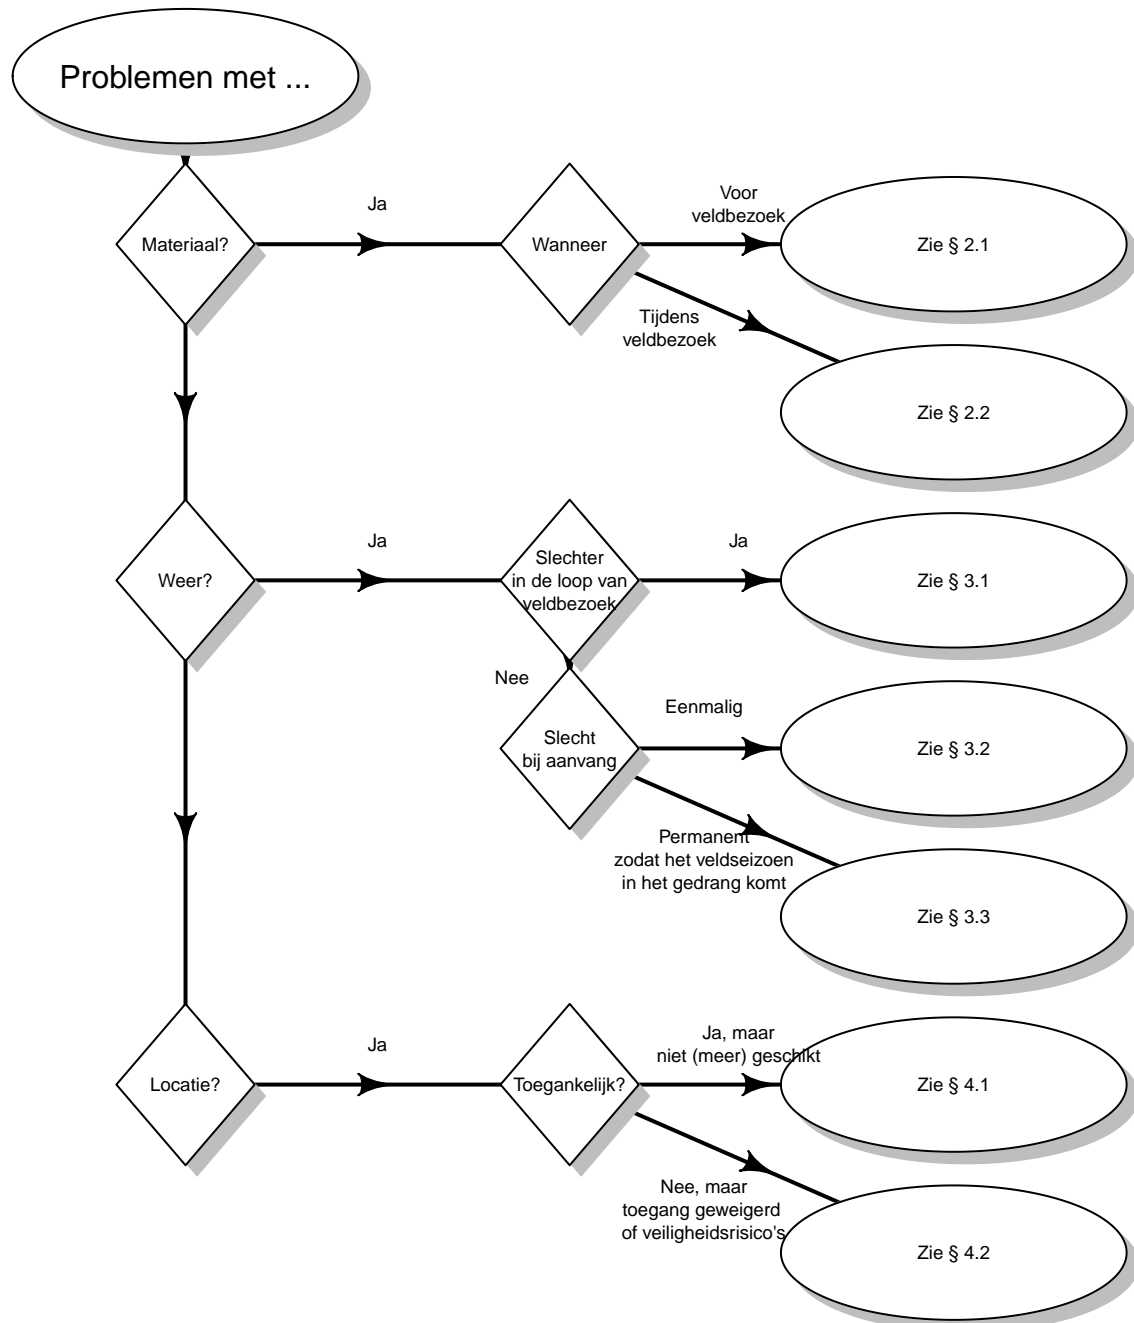 Problemen met ...
Materiaal?
Ja
Wanneer
Voor
veldbezoek
Zie § 2.1
Tijdens
veldbezoek
Zie § 2.2
Weer?
Ja
Slechter
in de loop van
veldbezoek
Ja
Zie § 3.1
Nee
Slecht
bij aanvang
Eenmalig
Zie § 3.2
Permanent
zodat het veldseizoen
in het gedrang komt
Zie § 3.3
Locatie?
Ja
Toegankelijk?
Ja, maar
niet (meer) geschikt
Zie § 4.1
Nee, maar
toegang geweigerd
of veiligheidsrisico's
Zie § 4.2